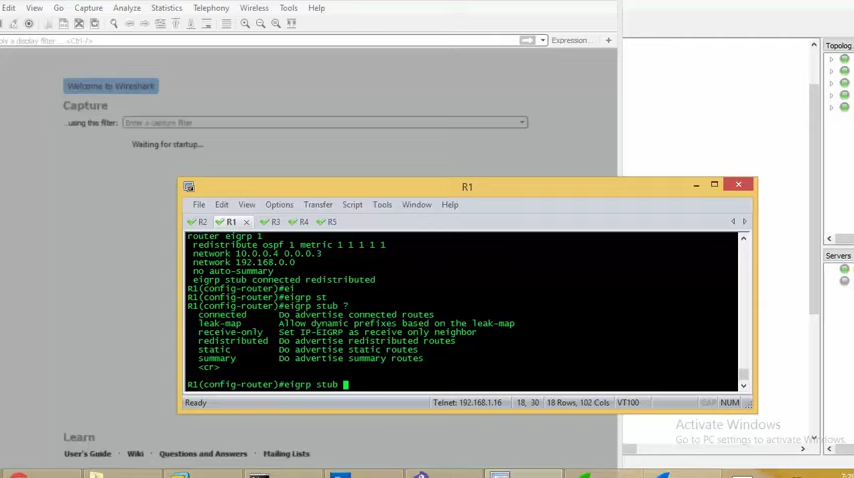 Edit View Go Capture Analyze Statistics Telephony Wireless Tools Help
a display filter ... <Ctrl-/>
Expression...
+
Welcome to Wireshark
Capture
...using this filter: Enter a capture filter
Waiting for startup...
Topolog
R1
File Edit View Options Transfer Script Tools Window Help
R2 R1 x R3 R4 R5
router eigrp 1
redistribute ospf 1 metric 1 1 1 1 1
network 10.0.0.4 0.0.0.3
network 192.168.0.0
no auto-summary
eigrp stub connected redistributed
R1(config-router)#ei
R1(config-router)#eigrp st
R1(config-router)#eigrp stub ?
connected Do advertise connected routes
leak-map Allow dynamic prefixes based on the leak-map
receive-only Set IP-EIGRP as receive only neighbor
redistributed Do advertise redistributed routes
static Do advertise static routes
summary Do advertise summary routes
<cr>
R1(config-router)#eigrp stub
Ready Telnet: 192.168.1.16 18, 30 18 Rows, 102 Cols VT100 CAP NUM
Servers
Activate Windows
Go to PC settings to activate Windows.
Learn
User's Guide · Wiki · Questions and Answers · Mailing Lists